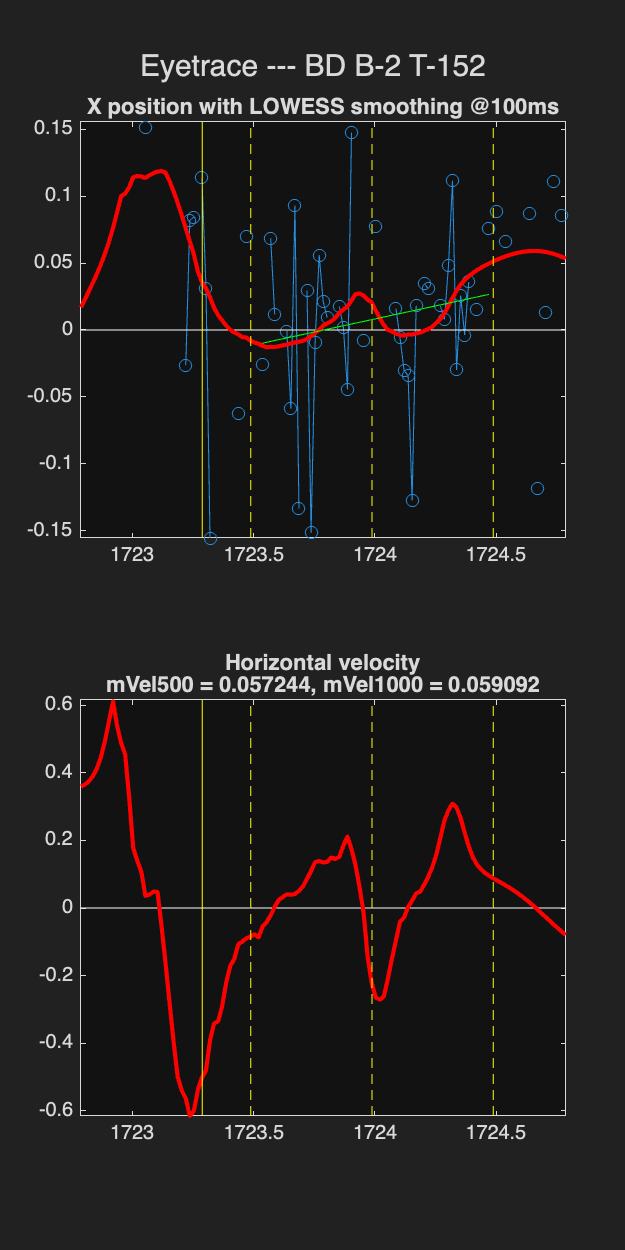 Eyetrace --- BD B-2 T-152
X position with LOWESS smoothing @100ms
0.15
0.1
0.05
0
-0.05
-0.1
-0.15
1723 1723.5 1724 1724.5
Horizontal velocity
mVel500 = 0.057244, mVel1000 = 0.059092
0.6
0.4
0.2
0
-0.2
-0.4
-0.6
1723 1723.5 1724 1724.5